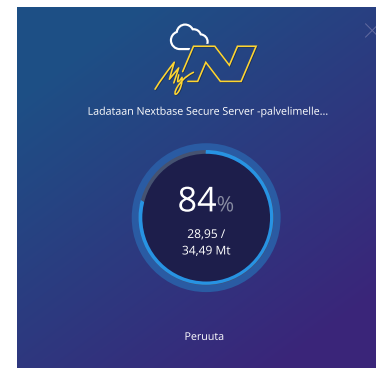 My N
Ladataan Nextbase Secure Server -palvelimelle...
84%
28,95 /
34,49 Mt
Peruuta